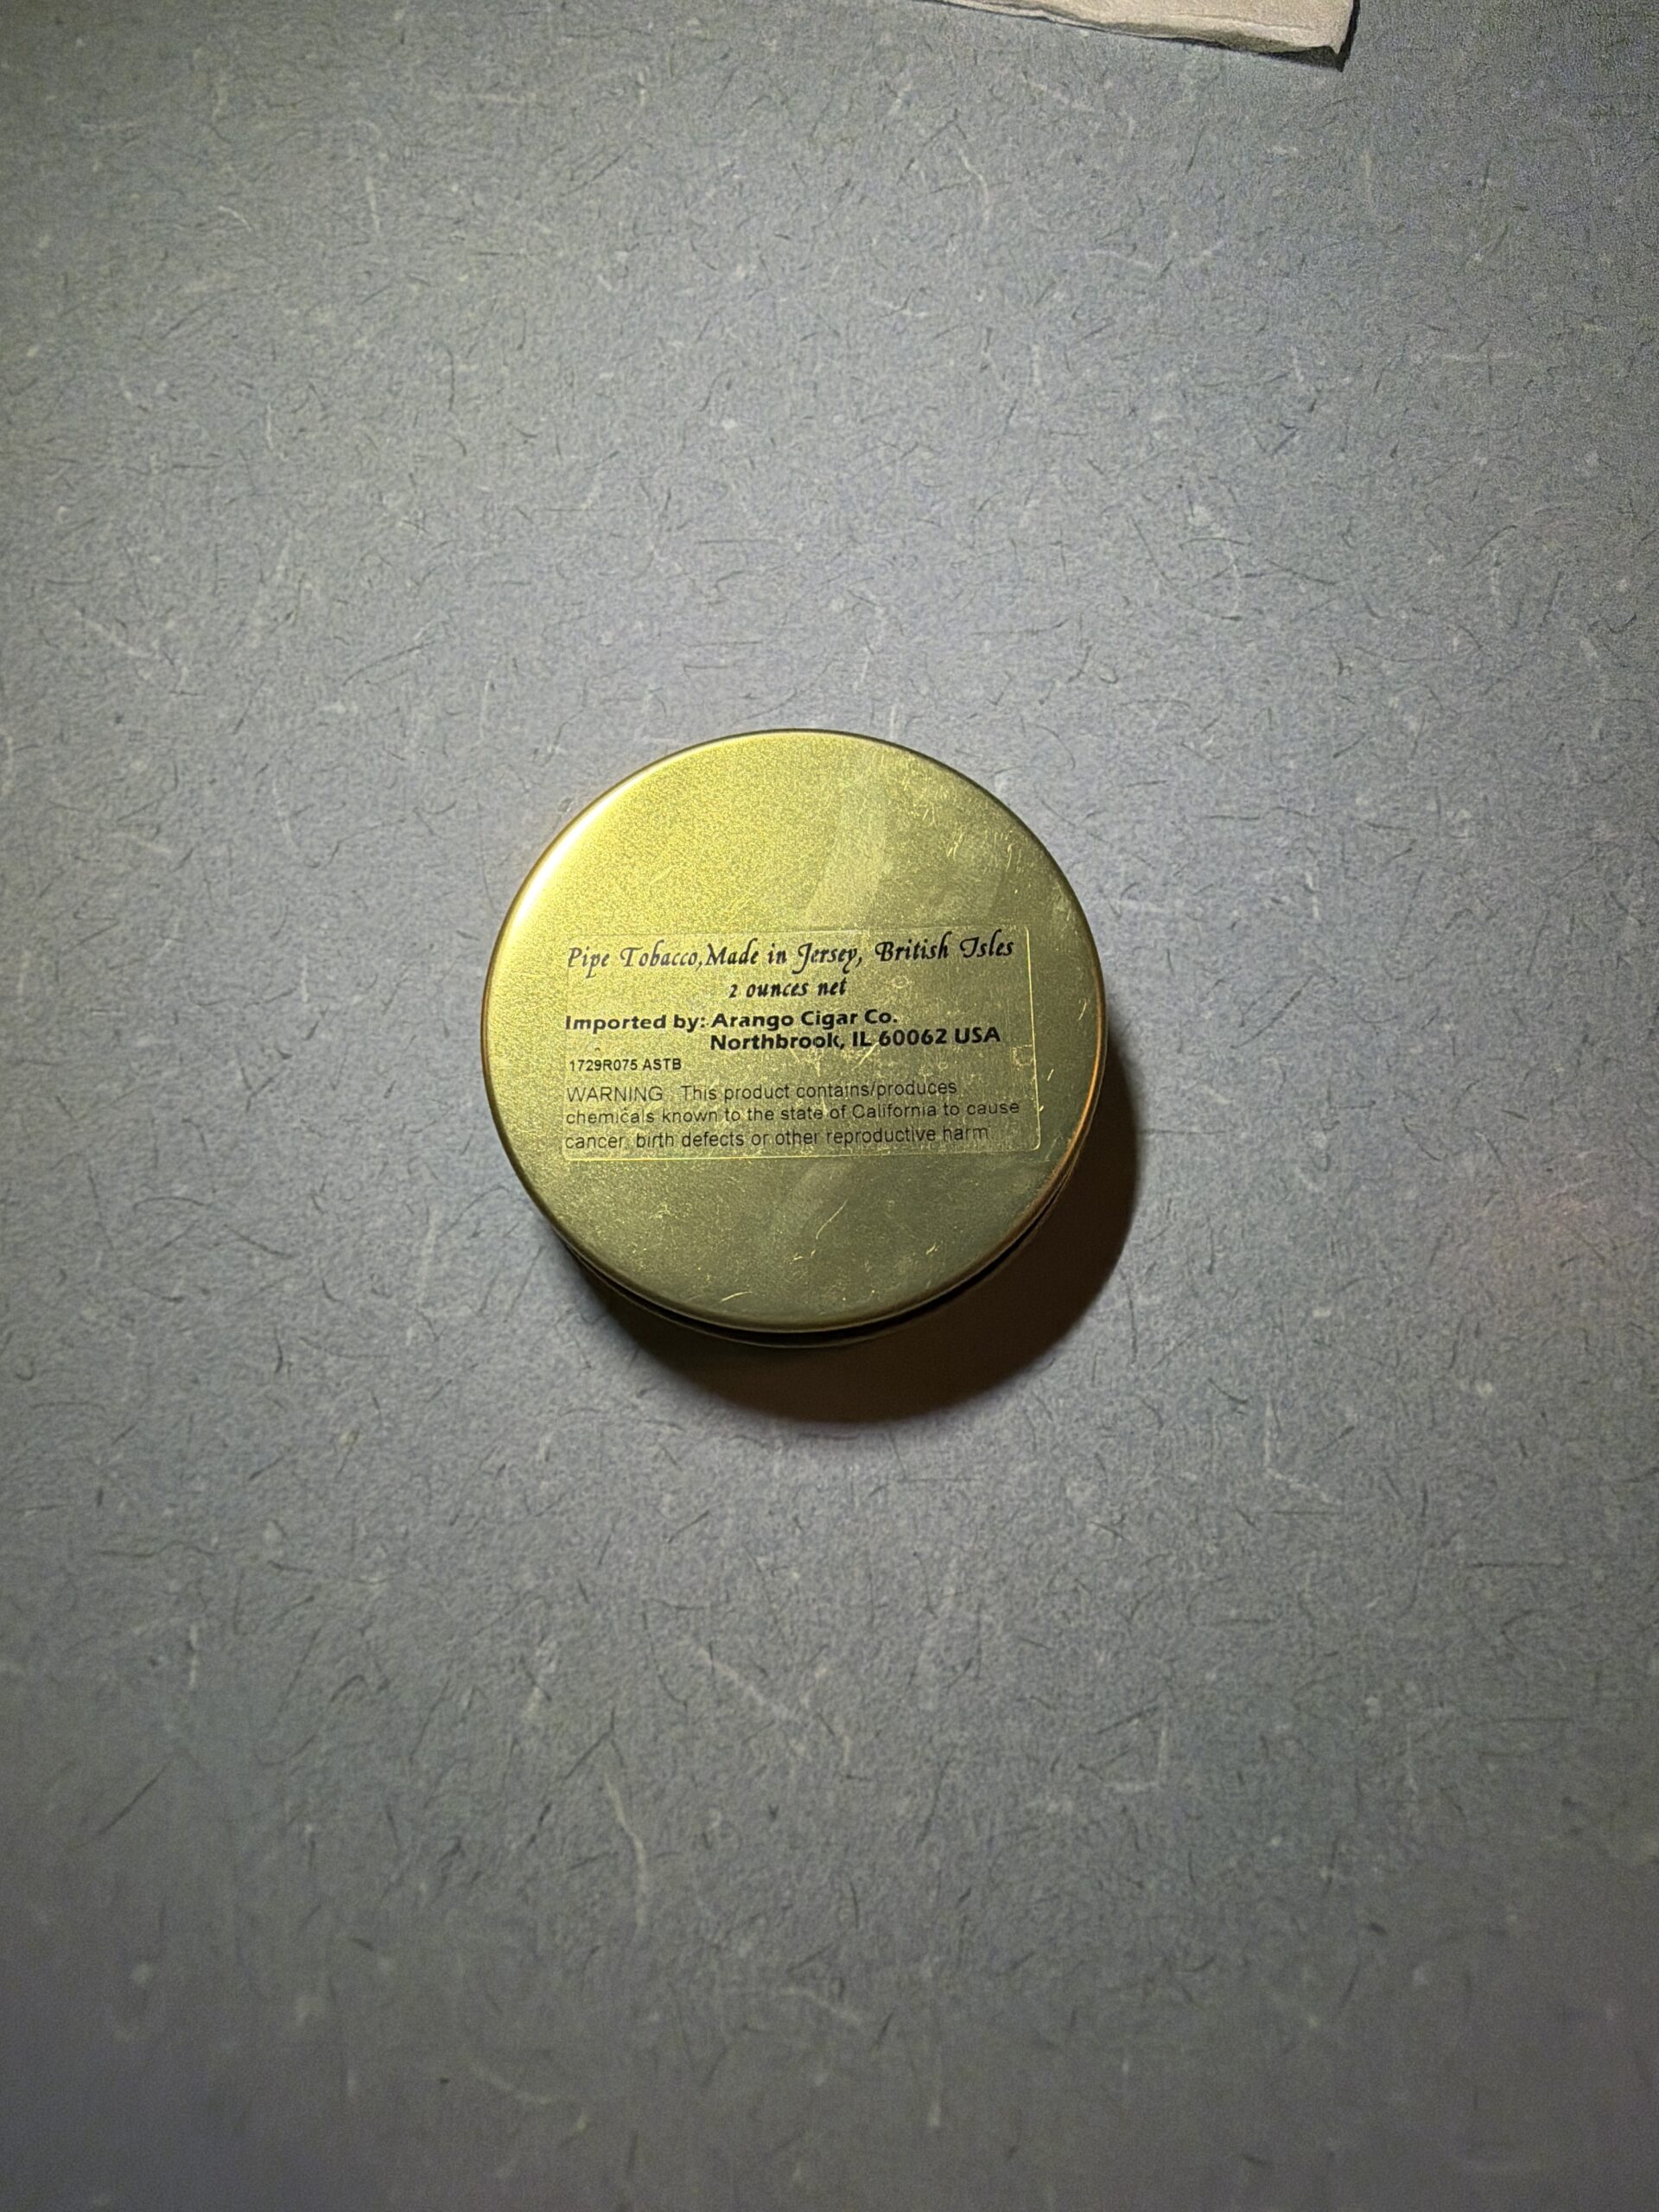 Pipe Tobacco,Made in Jersey, British Isles
2 ounces net
Imported by: Arango Cigar Co.
Northbrook, IL 60062 USA
1729R075 ASTB
WARNING: This product contains/produces
chemicals known to the state of California to cause
cancer, birth defects or other reproductive harm.